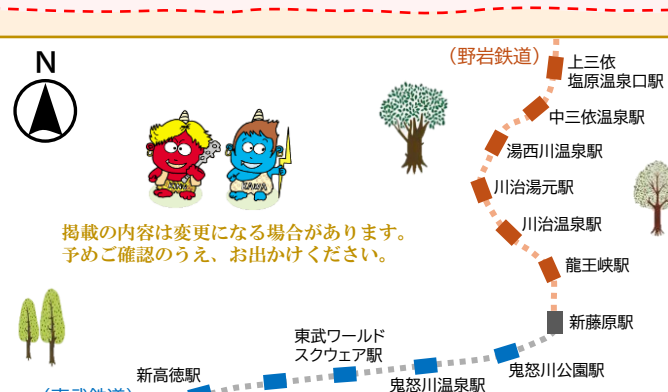 N
(野岩鉄道)
上三依
塩原温泉口駅
中三依温泉駅
湯西川温泉駅
川治湯元駅
川治温泉駅
掲載の内容は変更になる場合があります。
予めご確認のうえ、お出かけください。
龍王峡駅
新藤原駅
東武ワールド
スクウェア駅
鬼怒川公園駅
新高徳駅
鬼怒川温泉駅